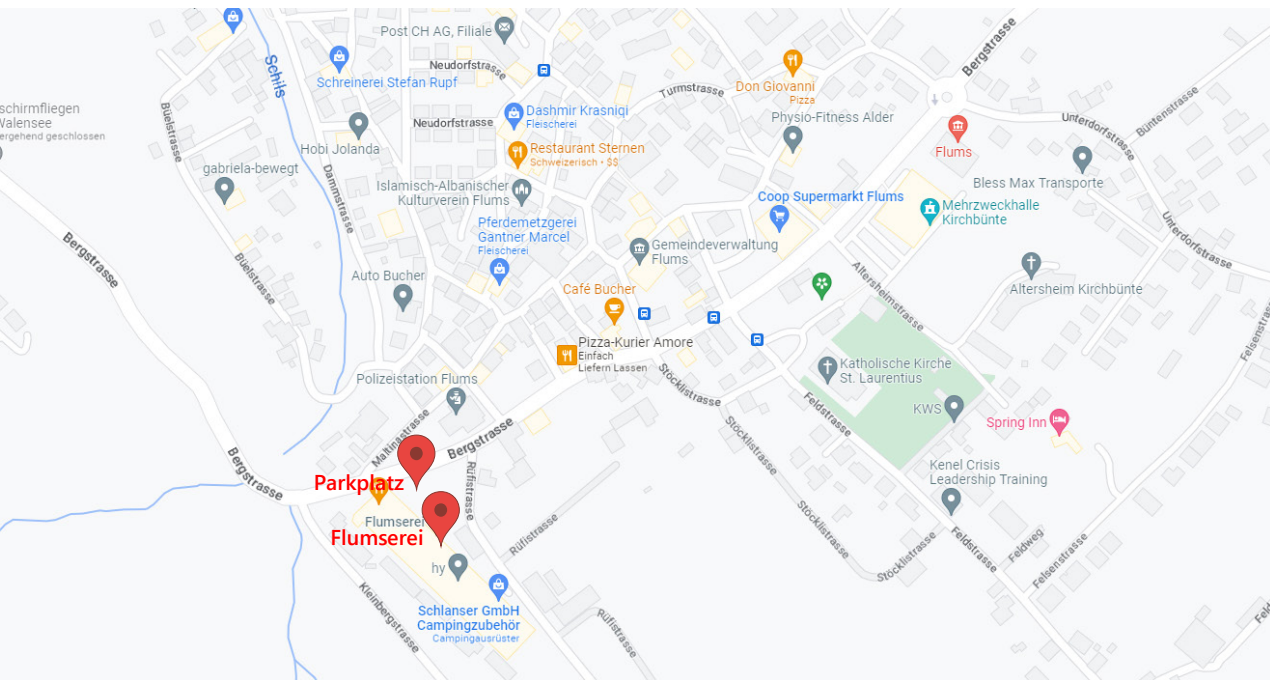 Post CH AG, Filiale
Bergstrasse
Schils
Neudorfstrasse
Schreinerei Stefan Rupf
Don Giovanni
Pizza
Turmstrasse
Büelstrasse
schirmfliegen
Walensee
ergehend geschlossen
Dashmir Krasniqi
Fleischerei
Neudorfstrasse
Physio-Fitness Alder
Unterdorfstrasse
Büntenstrasse
Hobi Jolanda
Restaurant Sternen
Schweizerisch · $$
Flums
gabriela-bewegt
Dammstrasse
Islamisch-Albanischer
Kulturverein Flums
Bless Max Transporte
Coop Supermarkt Flums
Mehrzweckhalle
Kirchbünte
Pferdemetzgerei
Gantner Marcel
Fleischerei
Unterdorfstrasse
Bergstrasse
Büelstrasse
Gemeindeverwaltung
Flums
Auto Bucher
Café Bucher
Altersheimstrasse
Altersheim Kirchbünte
Felsenstrasse
Pizza-Kurier Amore
Einfach
Liefern Lassen
Polizeistation Flums
Stöcklistrasse
Katholische Kirche
St. Laurentius
Feldstrasse
KWS
Spring Inn
Maltinastrasse
Bergstrasse
Stöcklistrasse
Bergstrasse
Rüfistrasse
Kenel Crisis
Leadership Training
Parkplatz
Flumserei
Flumserei
Rüfistrasse
Stöcklistrasse
Feldstrasse
Feldweg
Felsenstrasse
hy
Stöcklistrasse
Kleinbergstrasse
Schlanser GmbH
Campingzubehör
Campingausrüster
Rüfistrasse
Feld